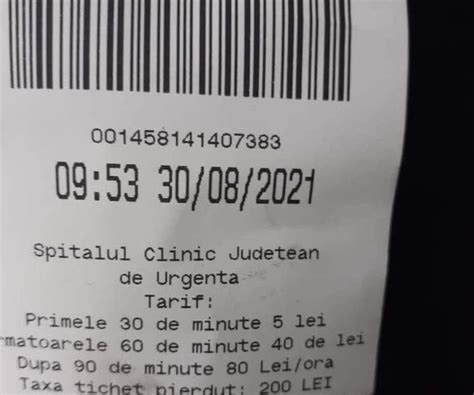 001458141407383
09:53 30/08/2021
Spitalul Clinic Judetean
de Urgenta
Tarif:
Primele 30 de minute 5 lei
rmatoarele 60 de minute 40 de lei
Dupa 90 de minute 80 Lei/ora
Taxa tichet pierdut: 200 LEI